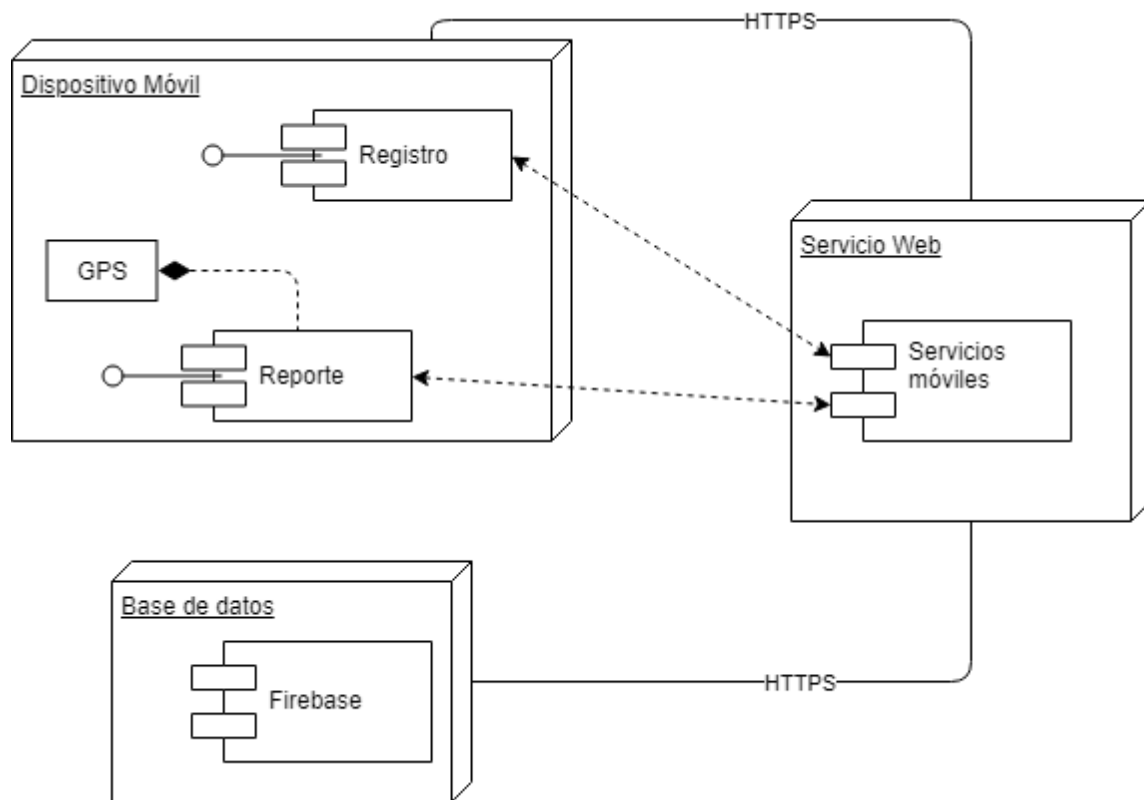 HTTPS
Dispositivo Móvil
Registro
GPS
Reporte
Servicio Web
Servicios
móviles
Base de datos
Firebase
HTTPS